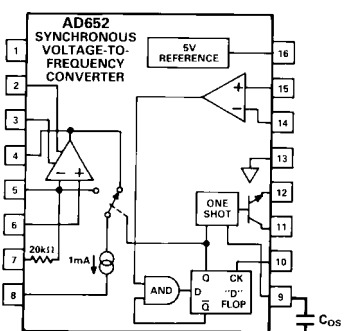 AD652
SYNCHRONOUS
VOLTAGE-TO-
FREQUENCY
CONVERTER
5V
REFERENCE
1
2
3
4
5
6
7
8
16
15
14
13
12
11
10
9
+
−
− +
20kΩ
1mA
ONE
SHOT
AND
D
Q CK
"D"
Q̅ FLOP
COS